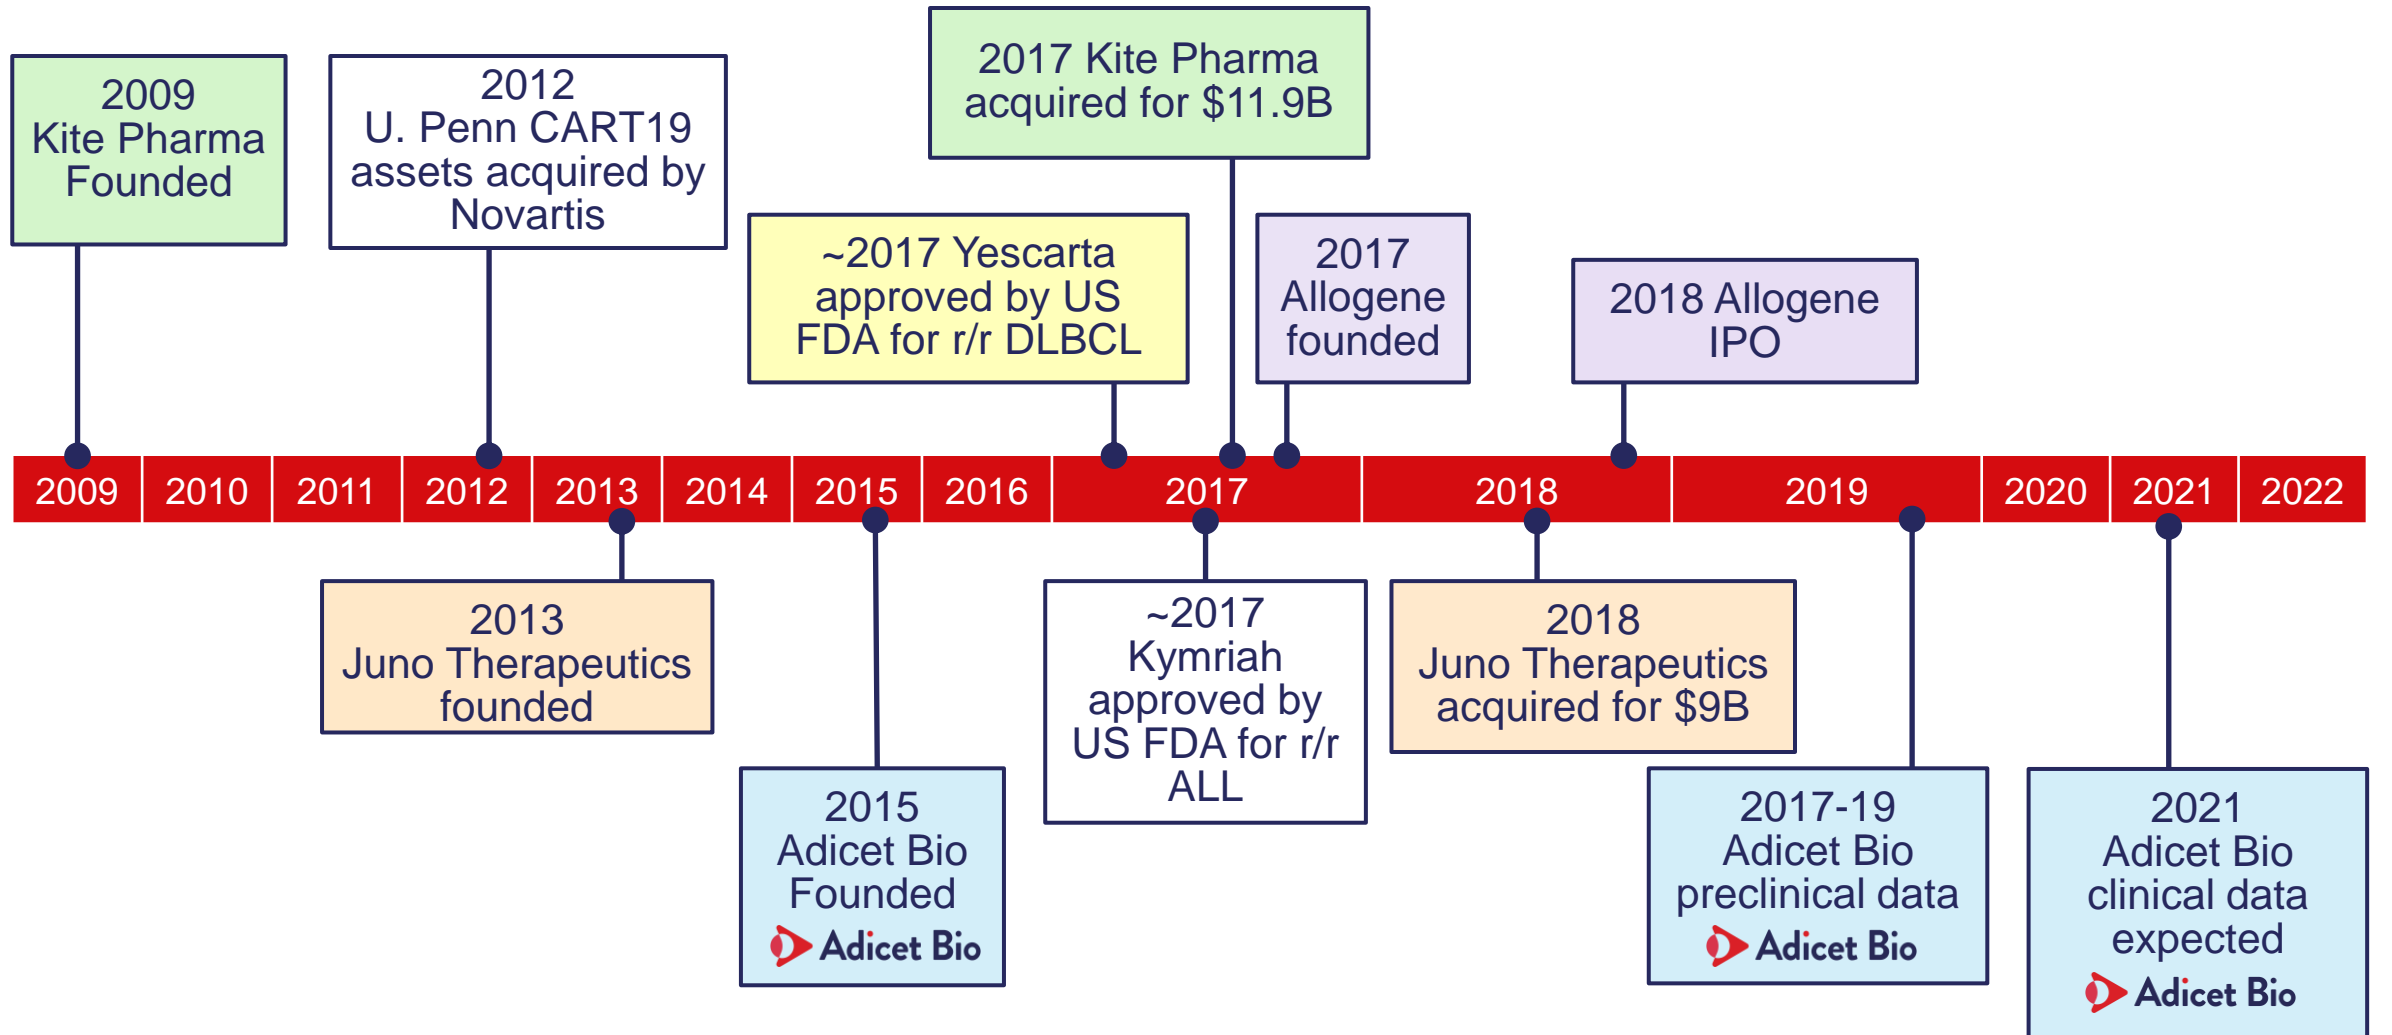 2009
Kite Pharma
Founded
2012
U. Penn CART19
assets acquired by
Novartis
2017 Kite Pharma
acquired for $11.9B
~2017 Yescarta
approved by US
FDA for r/r DLBCL
2017
Allogene
founded
2018 Allogene
IPO
2009 2010 2011 2012 2013 2014 2015 2016 2017 2018 2019 2020 2021 2022
2013
Juno Therapeutics
founded
2015
Adicet Bio
Founded
Adicet Bio
~2017
Kymriah
approved by
US FDA for r/r
ALL
2018
Juno Therapeutics
acquired for $9B
2017-19
Adicet Bio
preclinical data
Adicet Bio
2021
Adicet Bio
clinical data
expected
Adicet Bio